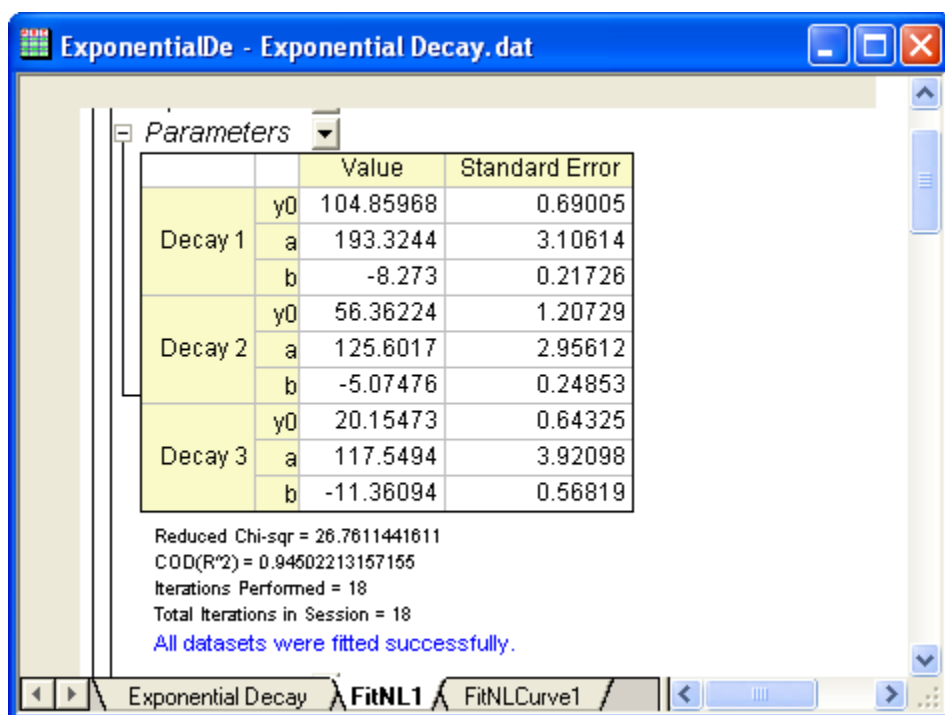 ExponentialDe - Exponential Decay.dat
Parameters
Value Standard Error
Decay 1 y0 104.85968 0.69005
a 193.3244 3.10614
b -8.273 0.21726
Decay 2 y0 56.36224 1.20729
a 125.6017 2.95612
b -5.07476 0.24853
Decay 3 y0 20.15473 0.64325
a 117.5494 3.92098
b -11.36094 0.56819
Reduced Chi-sqr = 26.7611441611
COD(R^2) = 0.94502213157155
Iterations Performed = 18
Total Iterations in Session = 18
All datasets were fitted successfully.
Exponential Decay FitNL1 FitNLCurve1